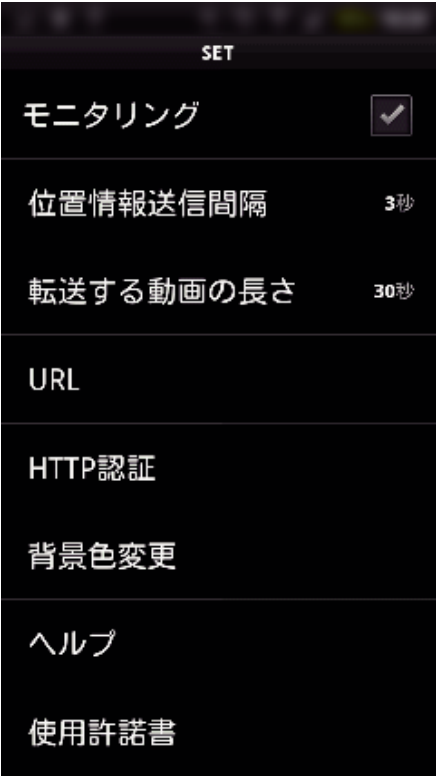 SET
モニタリング
位置情報送信間隔 3秒
転送する動画の長さ 30秒
URL
HTTP認証
背景色変更
ヘルプ
使用許諾書